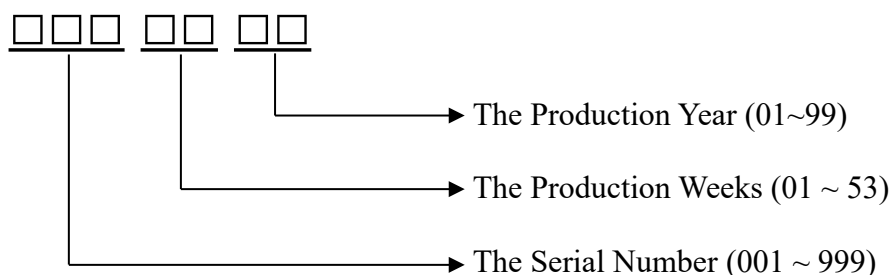 □□□ □□ □□
The Production Year (01~99)
The Production Weeks (01 ~ 53)
The Serial Number (001 ~ 999)